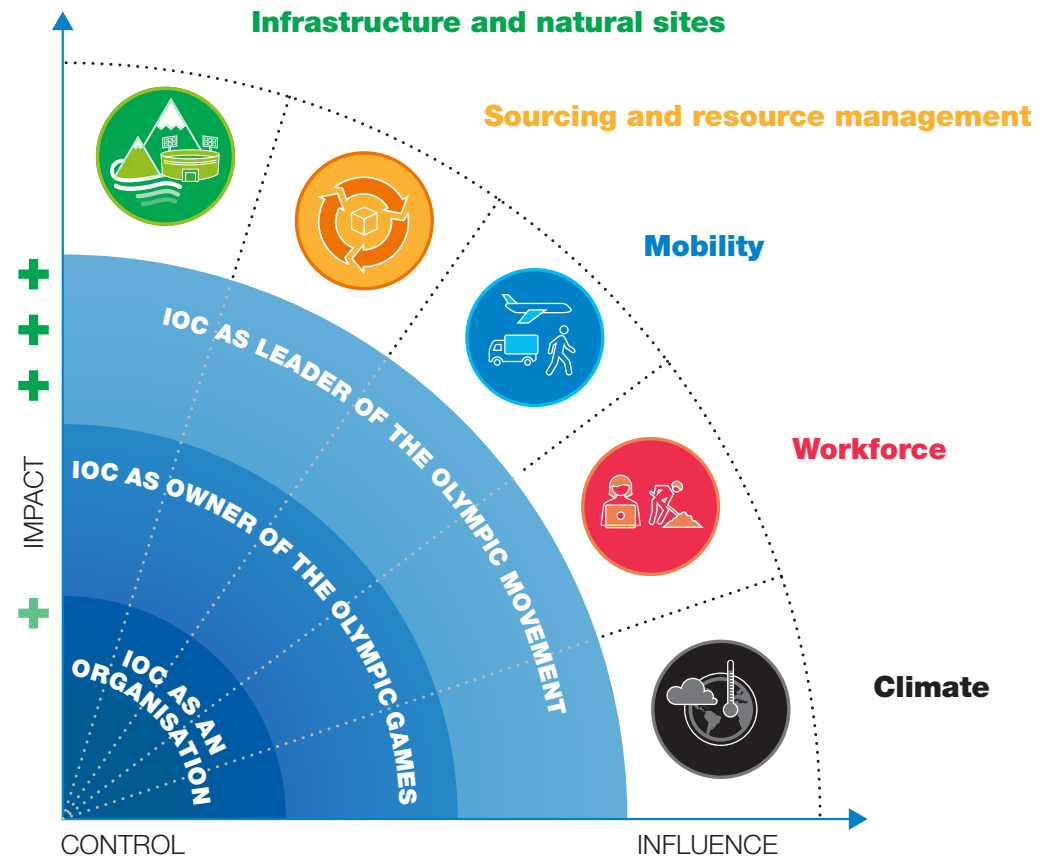 Infrastructure and natural sites
Sourcing and resource management
Mobility
Workforce
Climate
IOC AS LEADER OF THE OLYMPIC MOVEMENT
IOC AS OWNER OF THE OLYMPIC GAMES
IOC AS AN
ORGANISATION
IMPACT
CONTROL
INFLUENCE